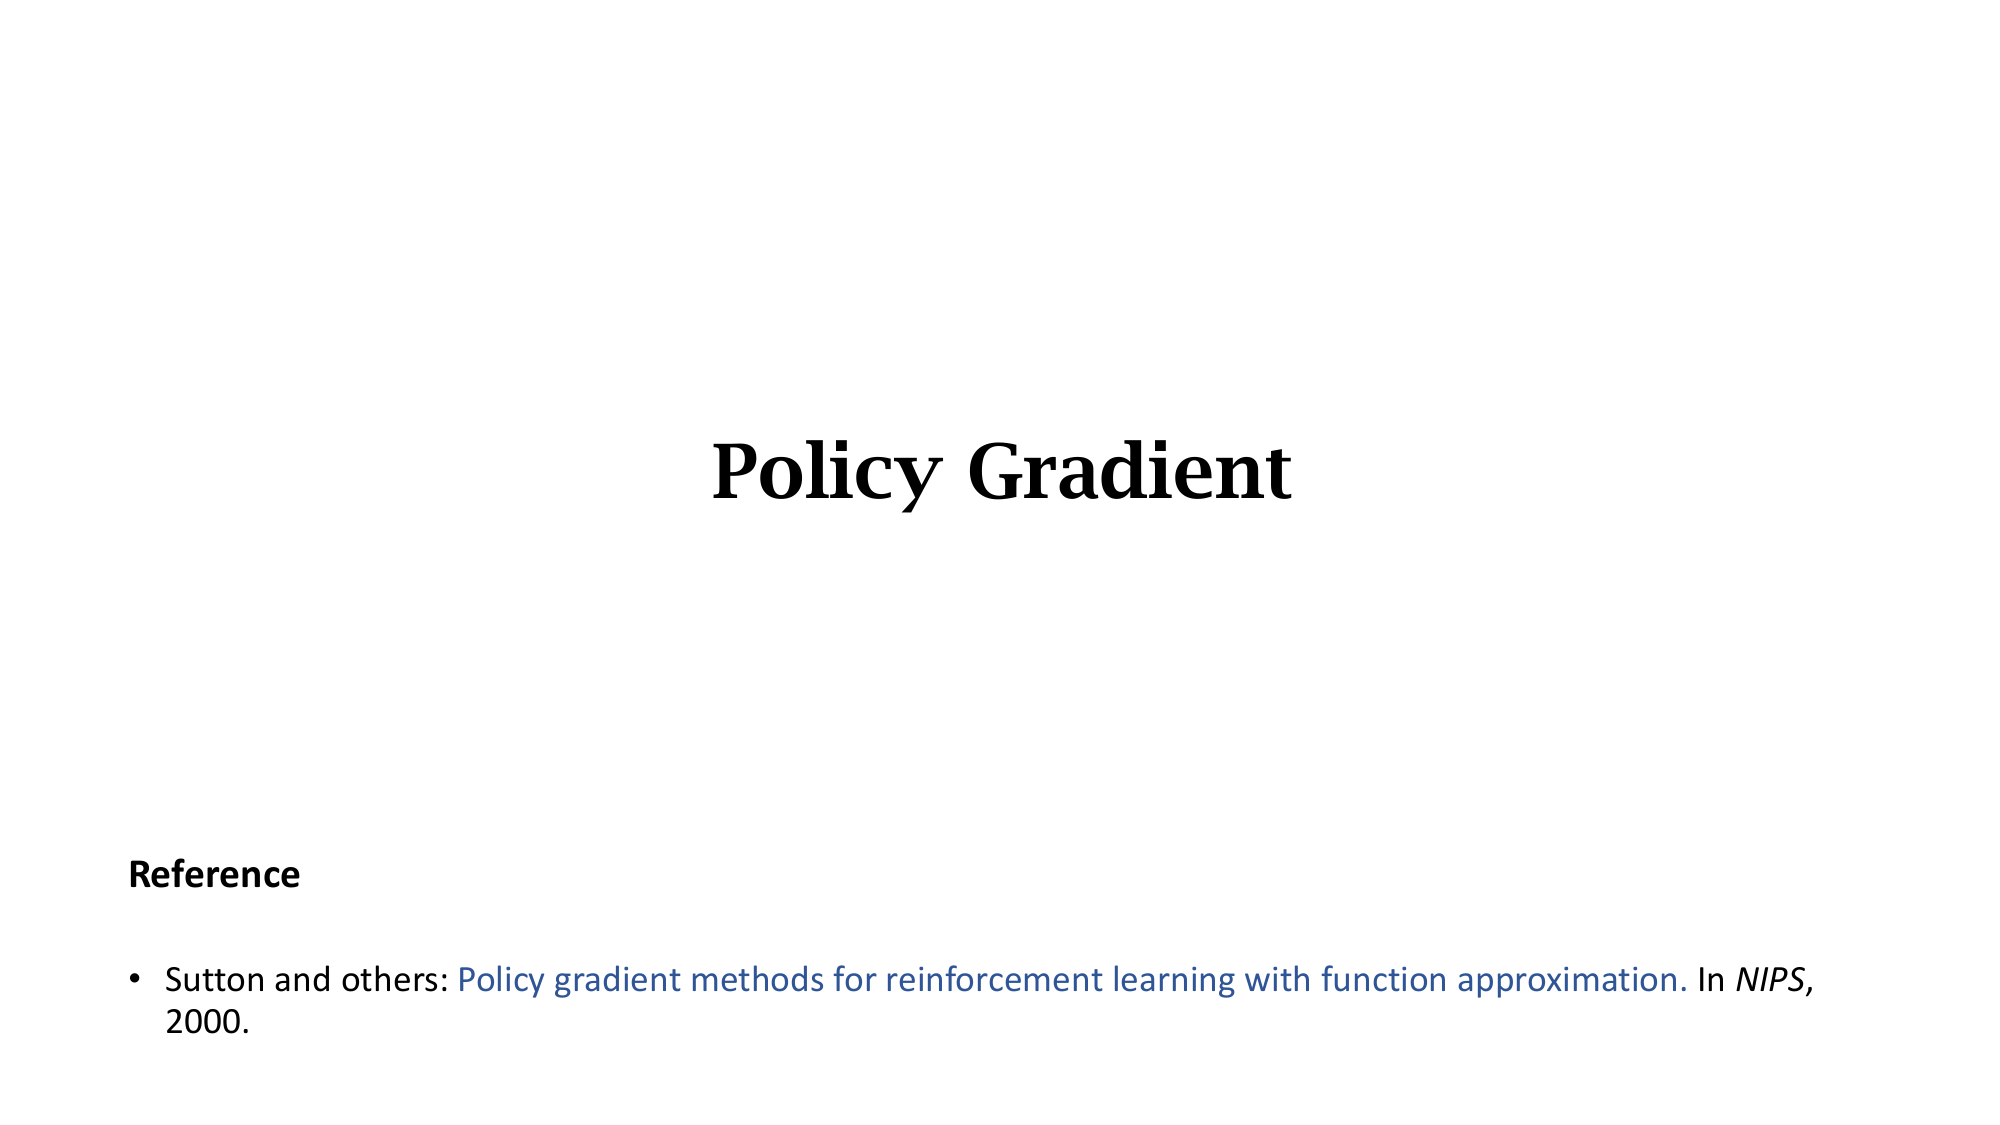 Policy Gradient
Reference
• Sutton and others: Policy gradient methods for reinforcement learning with function approximation. In NIPS,
2000.